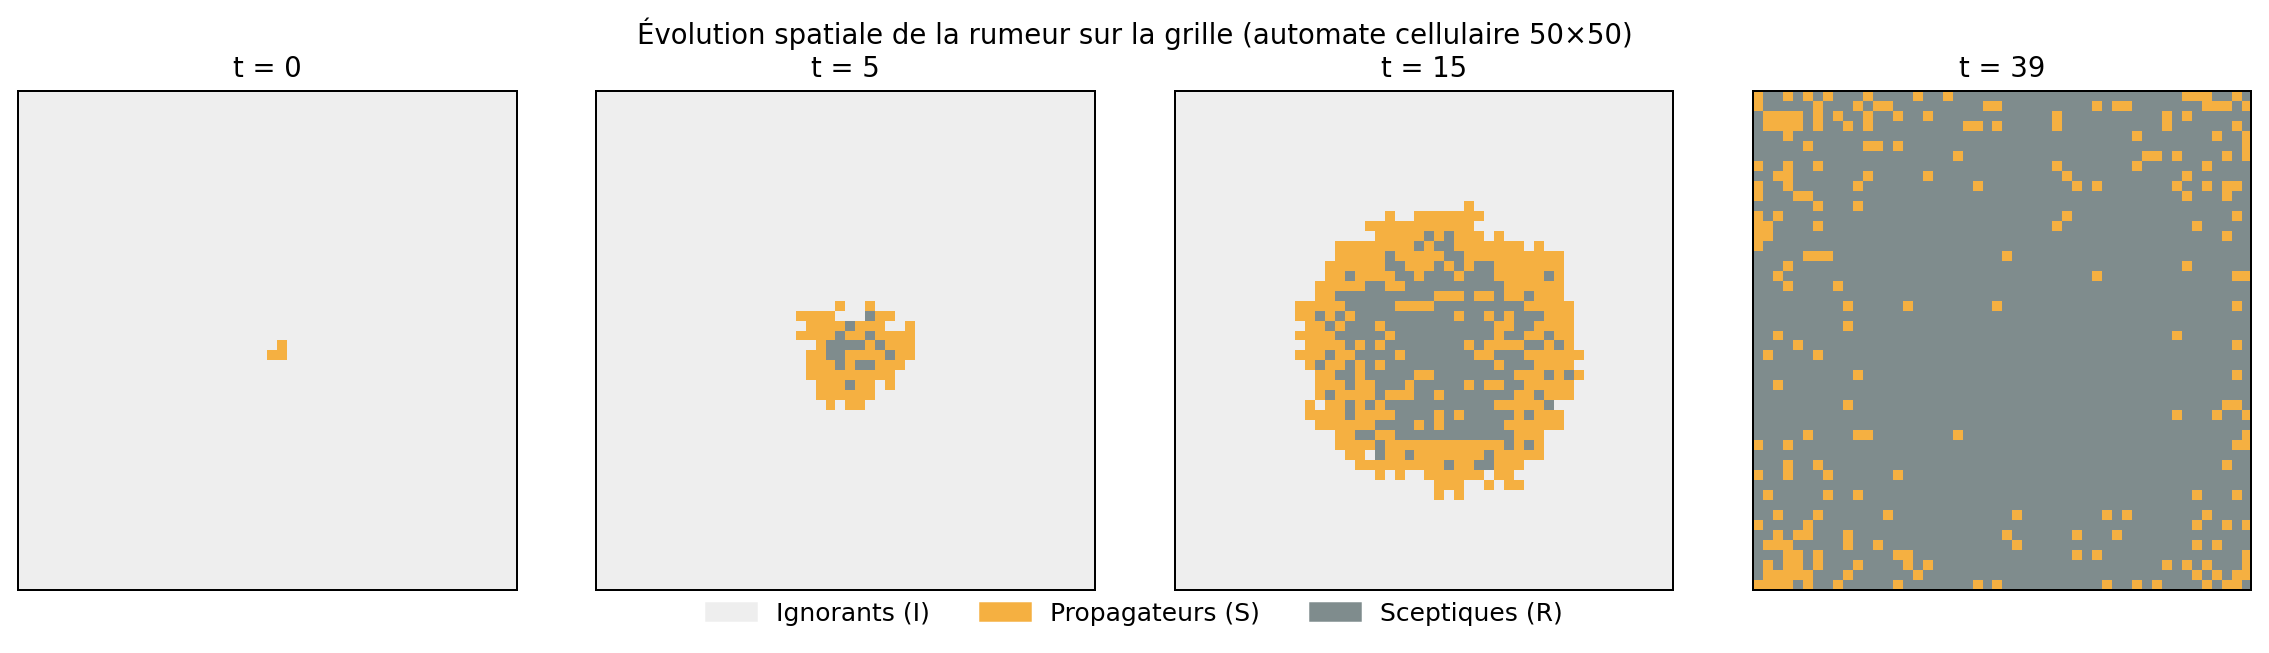 Évolution spatiale de la rumeur sur la grille (automate cellulaire 50×50)
t = 0
t = 5
t = 15
t = 39
Ignorants (I)
Propagateurs (S)
Sceptiques (R)